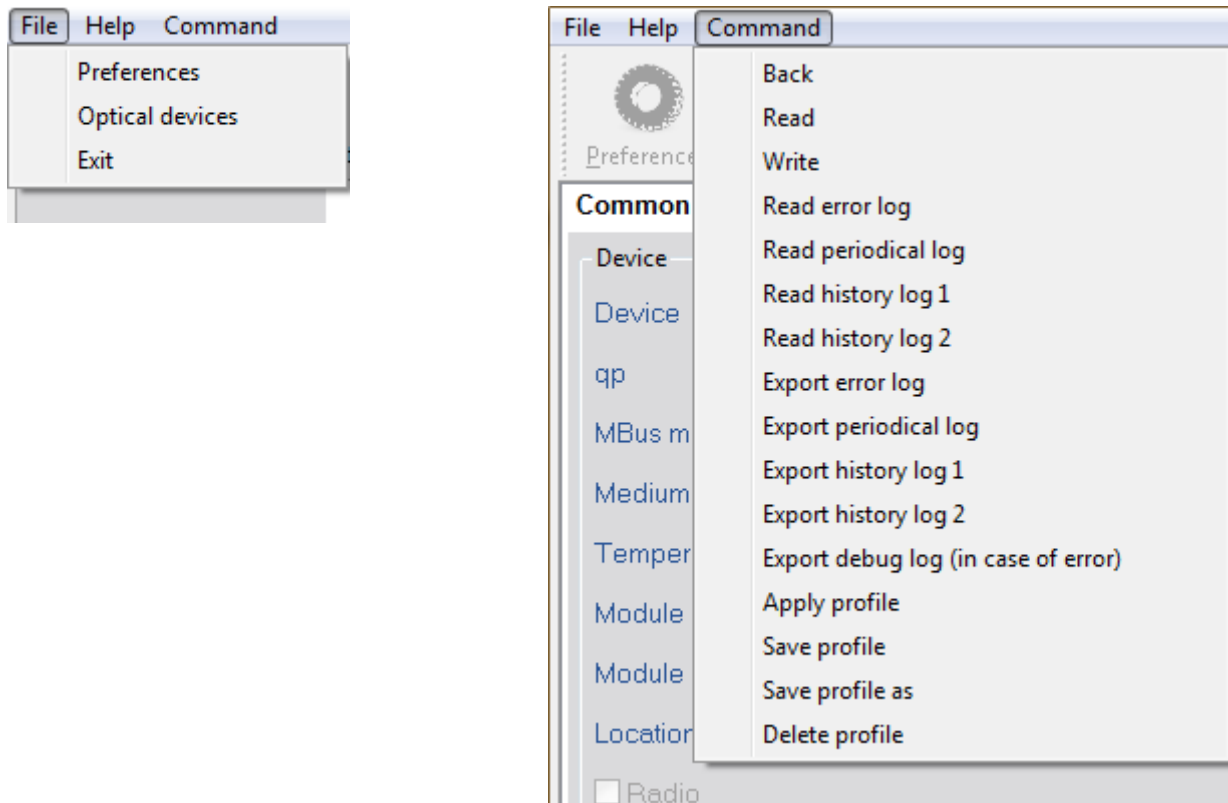 File Help Command
Preferences
Optical devices
Exit
File Help Command
Back
Read
Write
Read error log
Read periodical log
Read history log 1
Read history log 2
Export error log
Export periodical log
Export history log 1
Export history log 2
Export debug log (in case of error)
Apply profile
Save profile
Save profile as
Delete profile
Preference
Common
Device
Device
qp
MBus m
Medium
Temper
Module
Module
Location
Radio